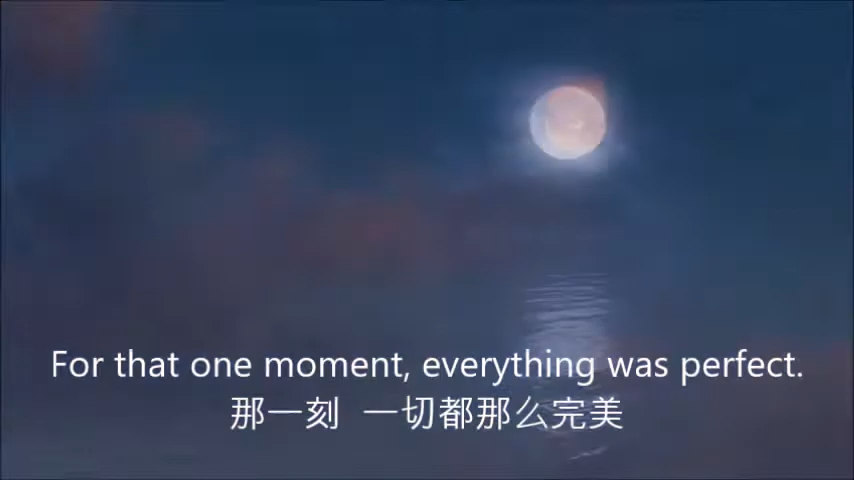 For that one moment, everything was perfect.
那一刻 一切都那么完美